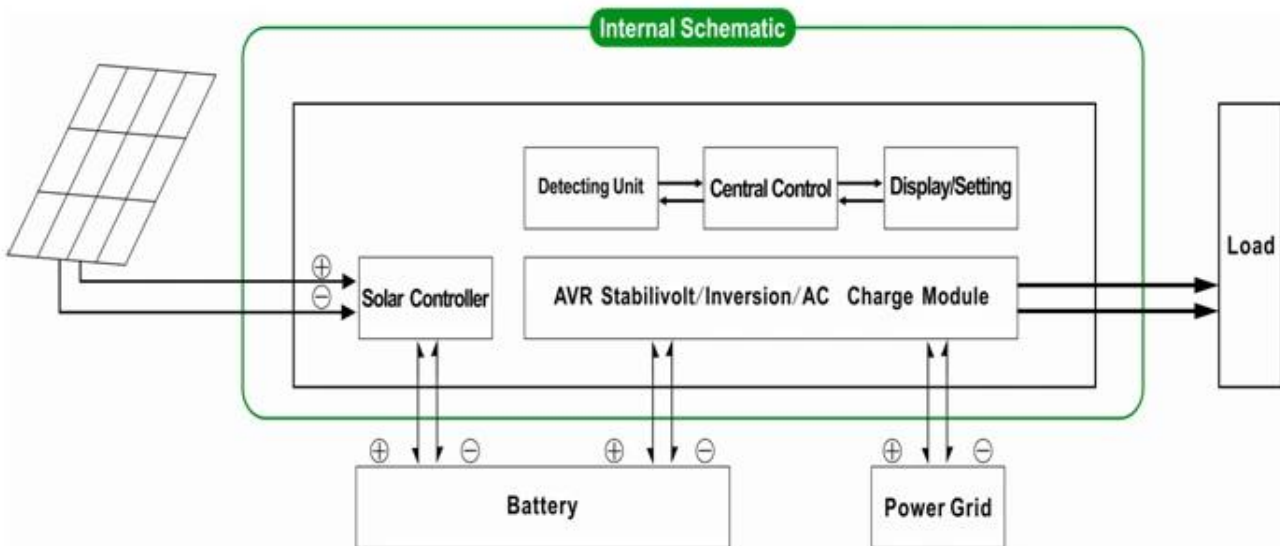 Internal Schematic
Detecting Unit
Central Control
Display/Setting
Load
⊕
⊖
Solar Controller
AVR Stabilivolt/Inversion/AC Charge Module
⊕ ⊖ ⊕ ⊖ ⊕ ⊖
Battery
Power Grid